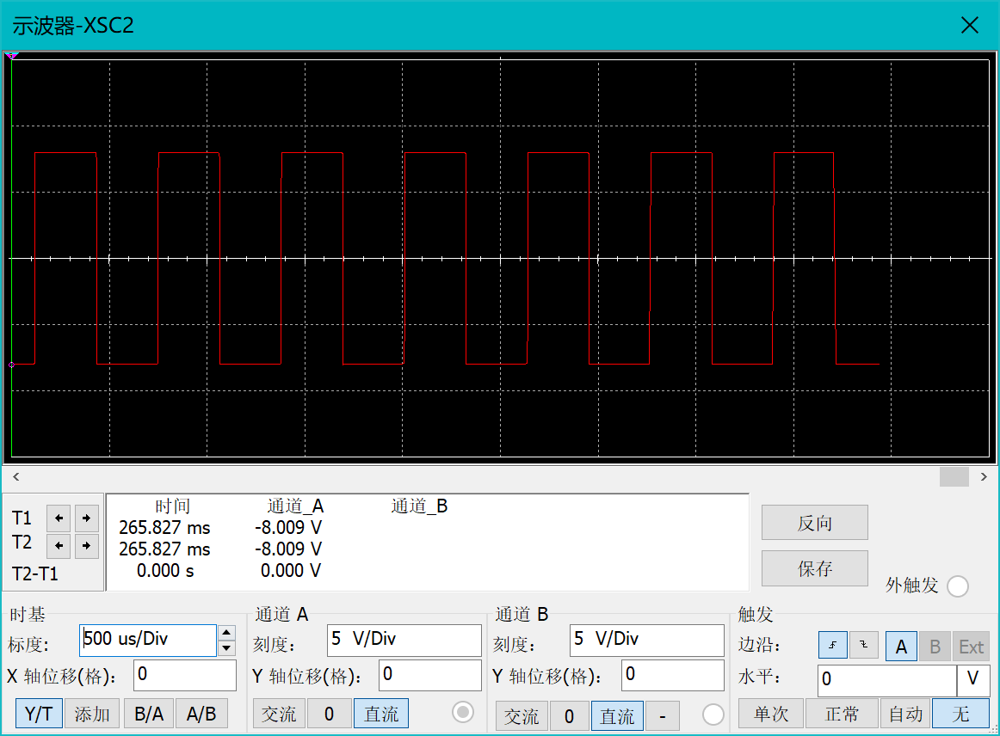 示波器-XSC2
时间 通道_A 通道_B
T1 265.827 ms -8.009 V
T2 265.827 ms -8.009 V
T2-T1 0.000 s 0.000 V
反向
保存
外触发
时基
标度: 500 us/Div
X 轴位移(格): 0
Y/T 添加 B/A A/B
通道 A
刻度: 5 V/Div
Y 轴位移(格): 0
交流 0 直流
通道 B
刻度: 5 V/Div
Y 轴位移(格): 0
交流 0 直流 -
触发
边沿: A B Ext
水平: 0 V
单次 正常 自动 无